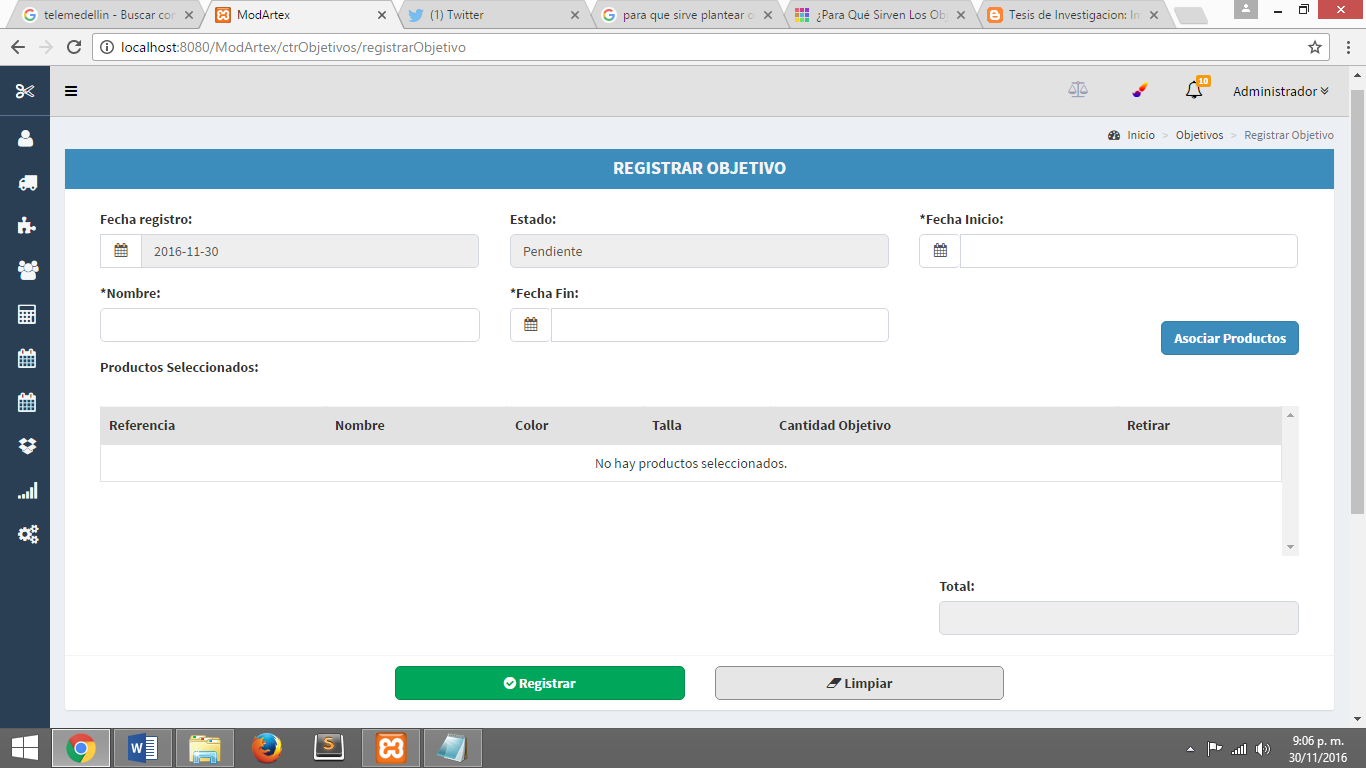 telemedellin - Buscar con
ModArtex
(1) Twitter
para que sirve plantear o
¿Para Qué Sirven Los Obj
Tesis de Investigacion: In
localhost:8080/ModArtex/ctrObjetivos/registrarObjetivo
10
Administrador
Inicio > Objetivos > Registrar Objetivo
REGISTRAR OBJETIVO
Fecha registro: Estado: *Fecha Inicio:
2016-11-30 Pendiente
*Nombre: *Fecha Fin:
Asociar Productos
Productos Seleccionados:
Referencia Nombre Color Talla Cantidad Objetivo Retirar
No hay productos seleccionados.
Total:
Registrar Limpiar
9:06 p. m.
30/11/2016